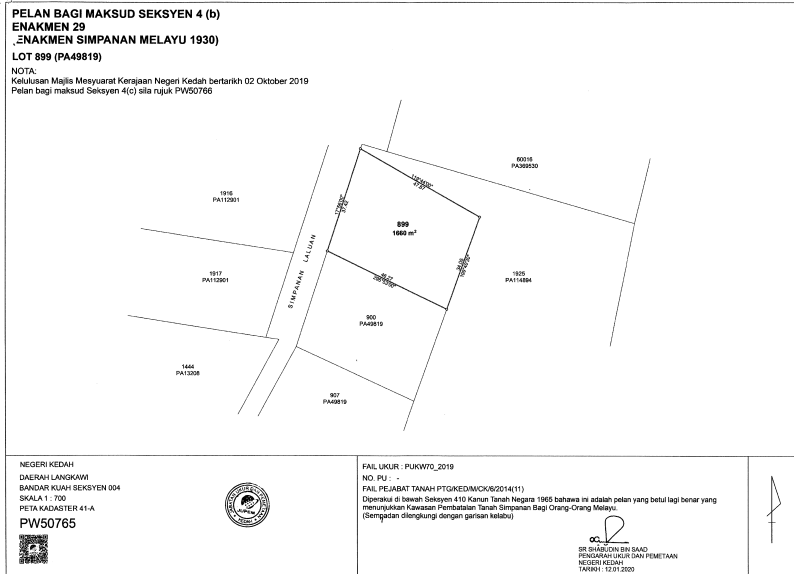 PELAN BAGI MAKSUD SEKSYEN 4 (b)
ENAKMEN 29
ENAKMEN SIMPANAN MELAYU 1930)
LOT 899 (PA49819)
NOTA:
Kelulusan Majlis Mesyuarat Kerajaan Negeri Kedah bertarikh 02 Oktober 2019
Pelan bagi maksud Seksyen 4(c) sila rujuk PW50766
60016
PA369530
1916
PA112901
47.87
37.43
899
1660 m²
SIMPANAN LALUAN
1917
PA112901
1925
PA114894
900
PA49819
1444
PA13208
907
PA49819
NEGERI KEDAH
DAERAH LANGKAWI
BANDAR KUAH SEKSYEN 004
SKALA 1 : 700
PETA KADASTER 41-A
PW50765
JUPEM
KEDAH
FAIL UKUR : PUKW70_2019
NO. PU : -
FAIL PEJABAT TANAH PTG/KED/M/CK/6/2014(11)
Diperakui di bawah Seksyen 410 Kanun Tanah Negara 1965 bahawa ini adalah pelan yang betul lagi benar yang
menunjukkan Kawasan Pembatalan Tanah Simpanan Bagi Orang-Orang Melayu.
(Sempadan dilengkungi dengan garisan kelabu)
SR SHABUDIN BIN SAAD
PENGARAH UKUR DAN PEMETAAN
NEGERI KEDAH
TARIKH : 12.01.2020